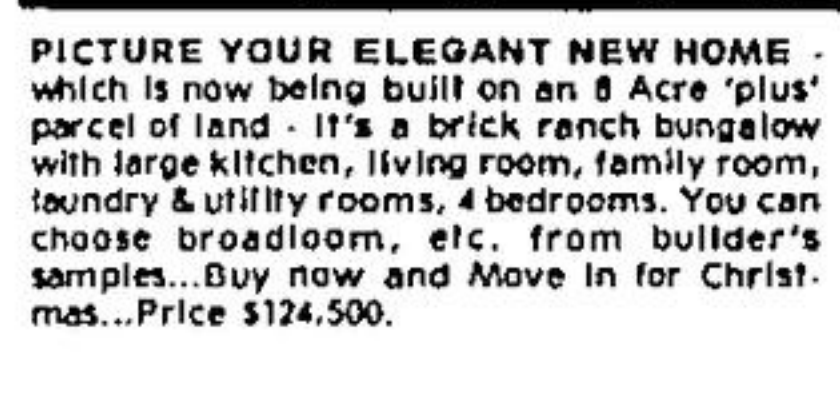 PICTURE YOUR ELEGANT NEW HOME -
which is now being built on an 8 Acre 'plus'
parcel of land - It's a brick ranch bungalow
with large kitchen, living room, family room,
laundry & utility rooms, 4 bedrooms. You can
choose broadloom, etc. from builder's
samples...Buy now and Move in for Christ-
mas...Price $124,500.